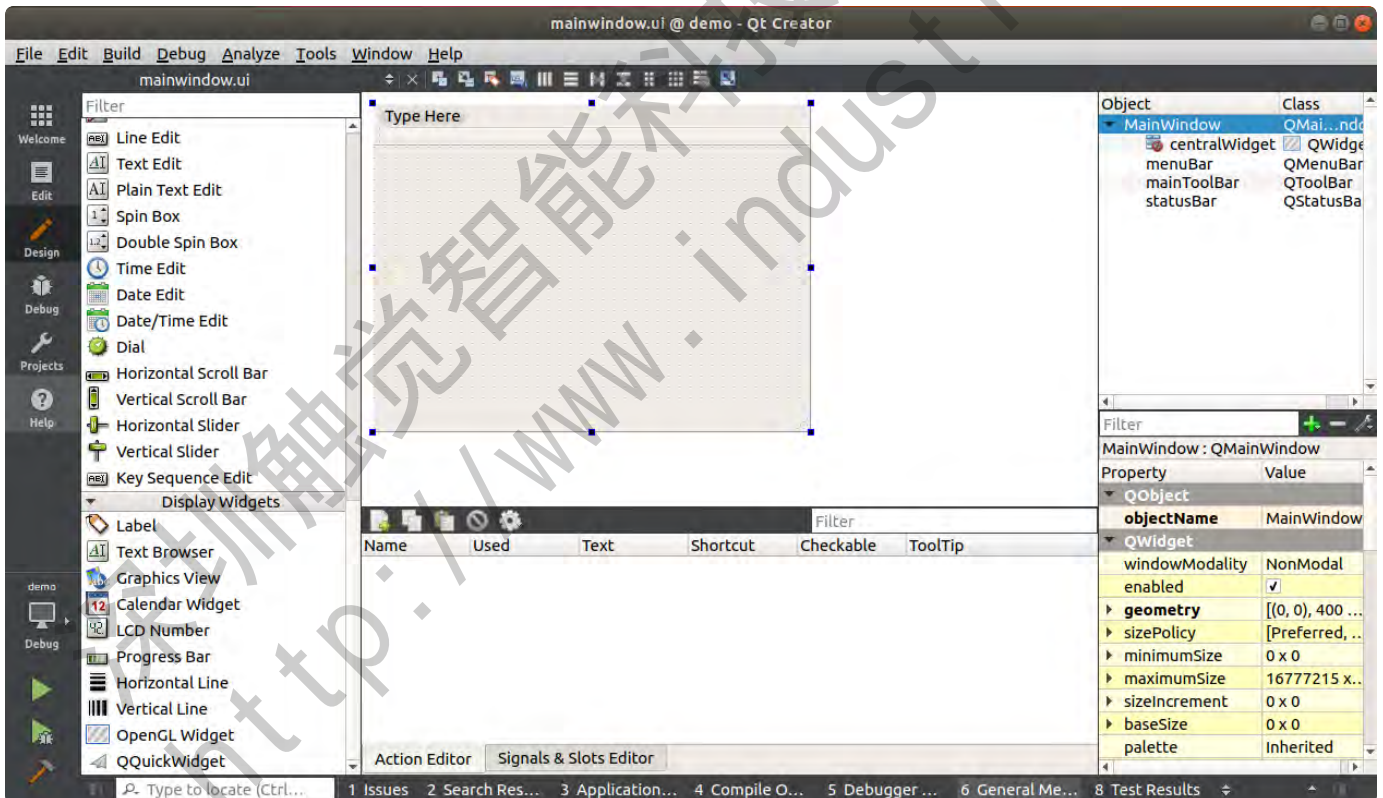 mainwindow.ui @ demo - Qt Creator
File Edit Build Debug Analyze Tools Window Help
mainwindow.ui
Welcome
Edit
Design
Debug
Projects
Help
demo
Debug
Filter
Line Edit
Text Edit
Plain Text Edit
Spin Box
Double Spin Box
Time Edit
Date Edit
Date/Time Edit
Dial
Horizontal Scroll Bar
Vertical Scroll Bar
Horizontal Slider
Vertical Slider
Key Sequence Edit
Display Widgets
Label
Text Browser
Graphics View
Calendar Widget
LCD Number
Progress Bar
Horizontal Line
Vertical Line
OpenGL Widget
QQuickWidget
Type Here
Filter
Name Used Text Shortcut Checkable ToolTip
Action Editor Signals & Slots Editor
Object Class
MainWindow QMai...ndo
centralWidget QWidge
menuBar QMenuBar
mainToolBar QToolBar
statusBar QStatusBa
Filter
MainWindow : QMainWindow
Property Value
QObject
objectName MainWindow
QWidget
windowModality NonModal
enabled
geometry [(0, 0), 400 ...
sizePolicy [Preferred, ..
minimumSize 0 x 0
maximumSize 16777215 x..
sizeIncrement 0 x 0
baseSize 0 x 0
palette Inherited
Type to locate (Ctrl... 1 Issues 2 Search Res... 3 Application... 4 Compile O... 5 Debugger ... 6 General Me... 8 Test Results
深圳触觉智能科技
http://www.indust